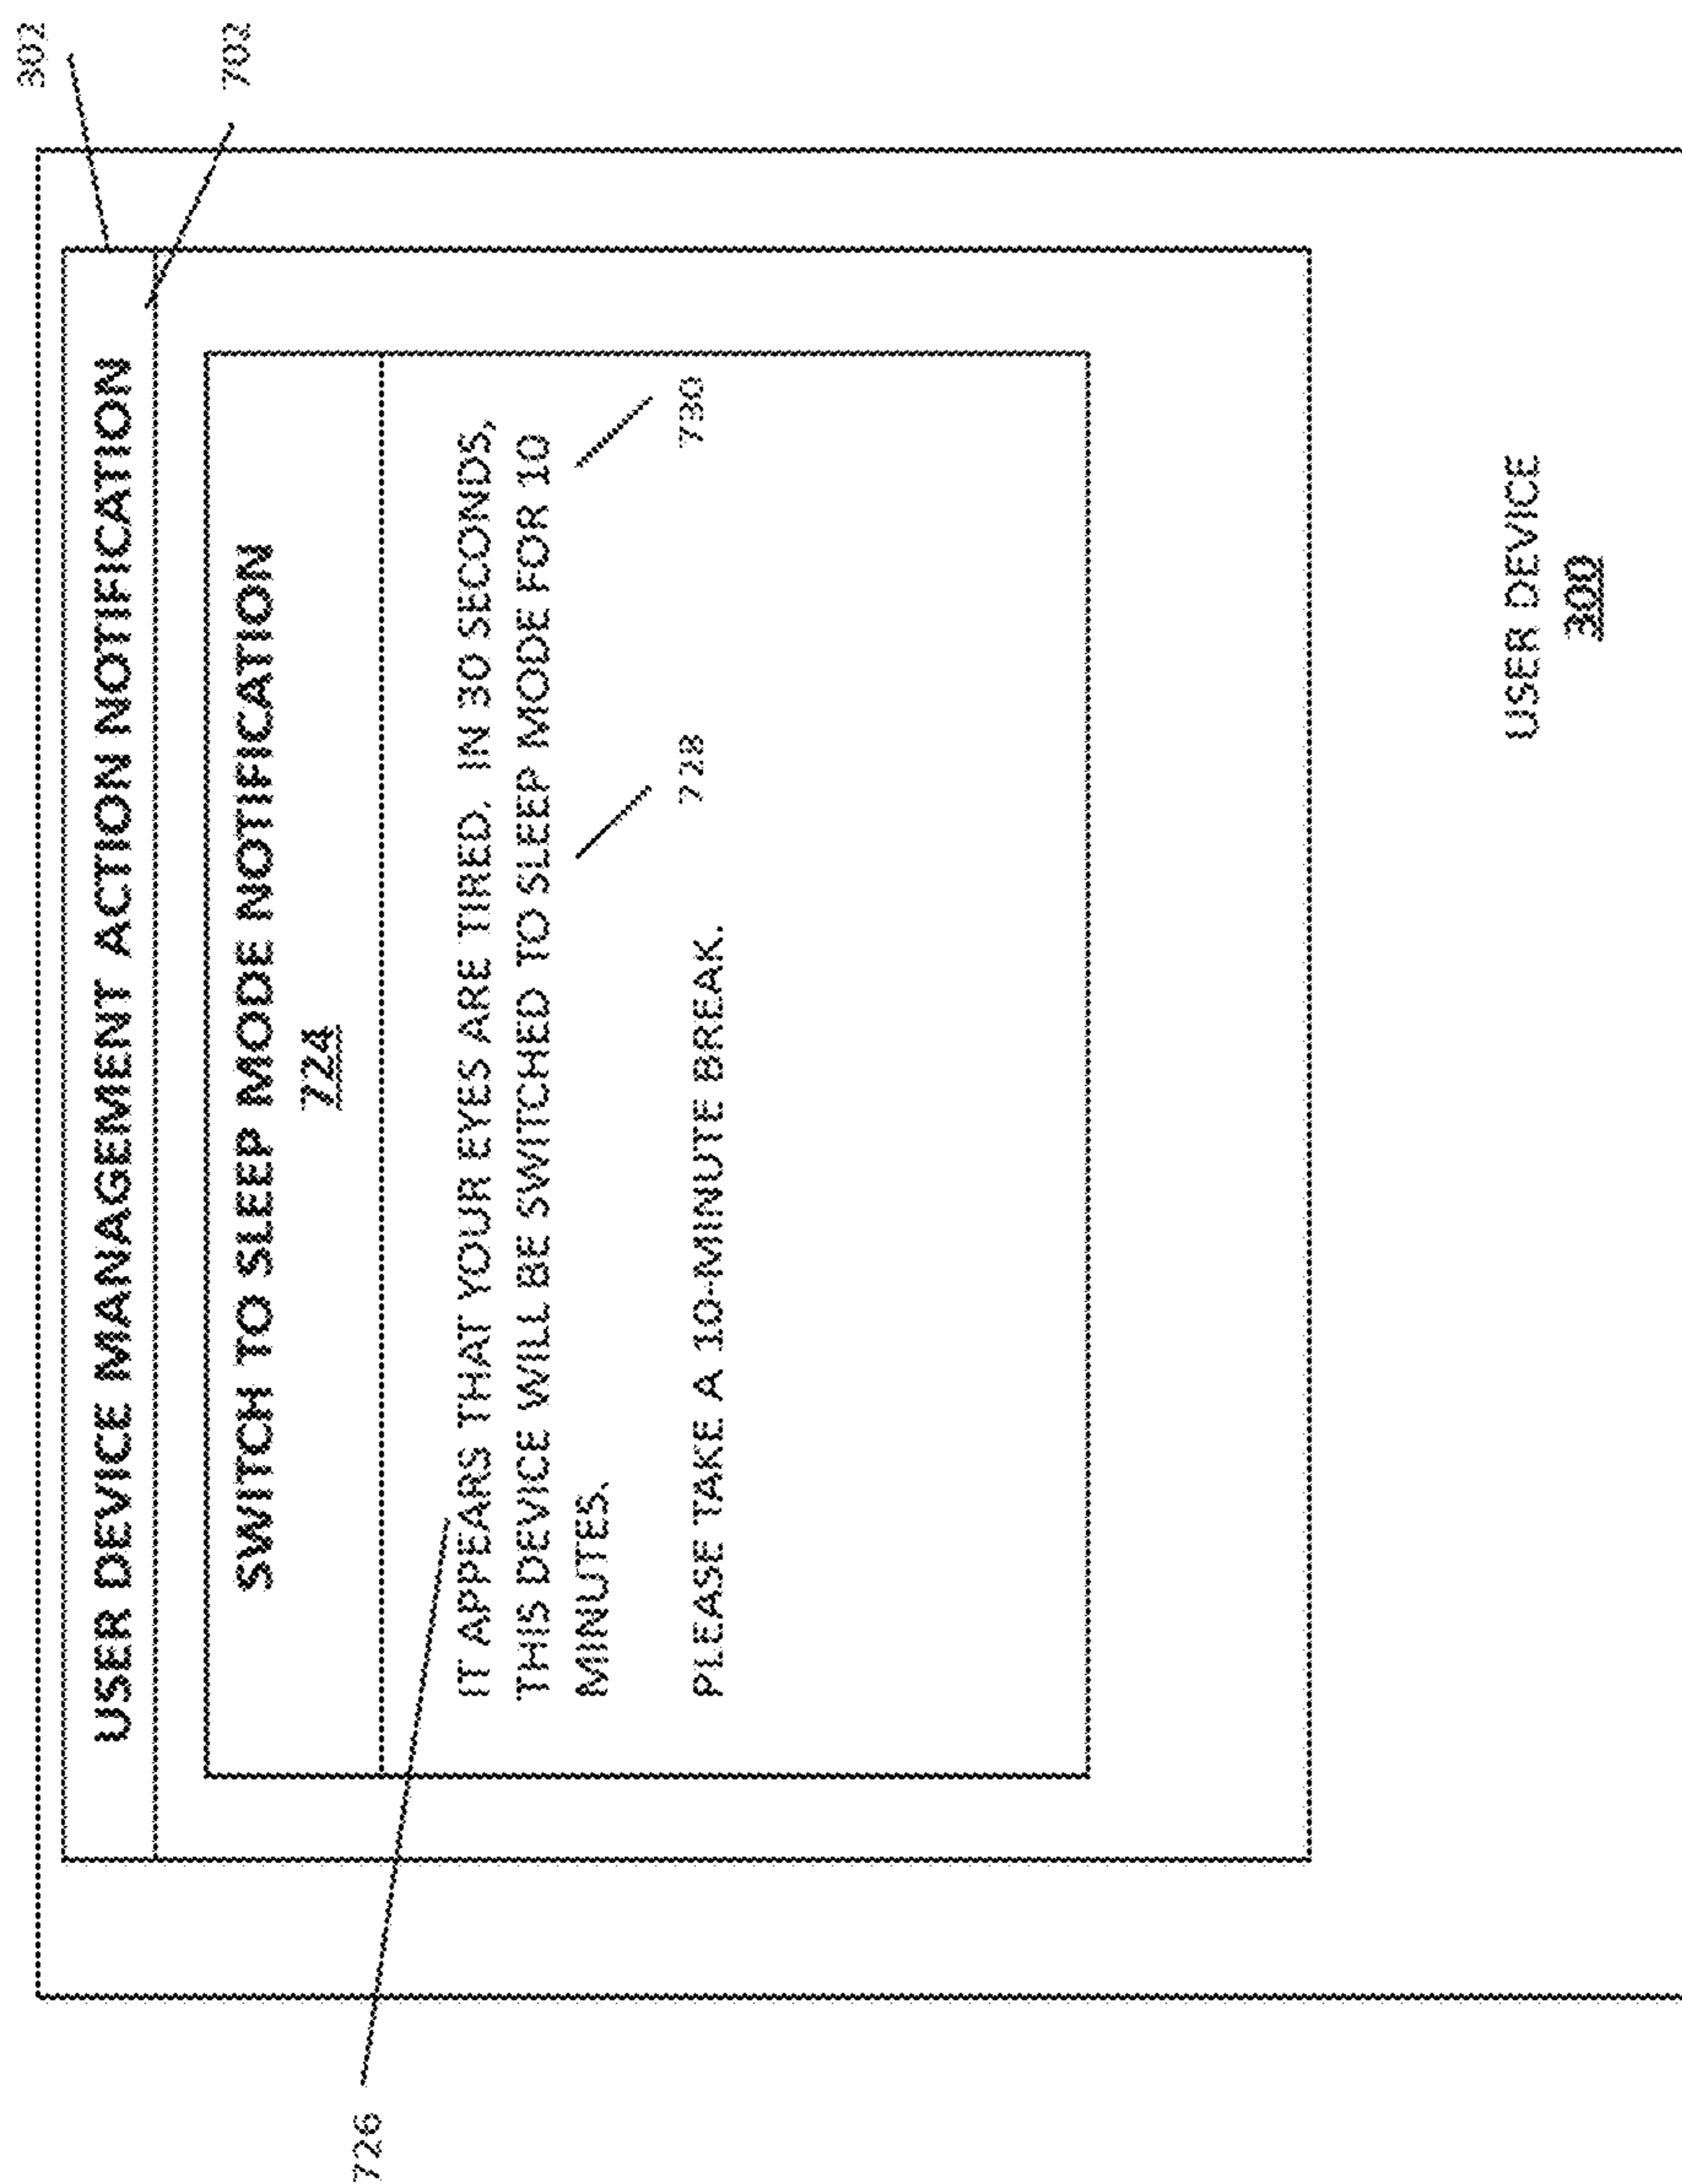 302
702
USER DEVICE MANAGEMENT ACTION NOTIFICATION
SWITCH TO SLEEP MODE NOTIFICATION
724
726
IT APPEARS THAT YOUR EYES ARE TIRED. IN 30 SECONDS,
THIS DEVICE WILL BE SWITCHED TO SLEEP MODE FOR 10
MINUTES.
728
730
PLEASE TAKE A 10-MINUTE BREAK.
USER DEVICE
300